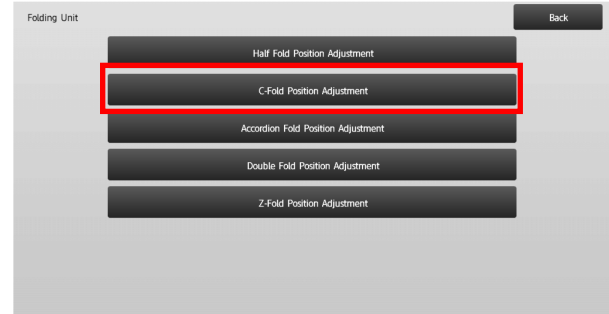 Folding Unit
Back
Half Fold Position Adjustment
C-Fold Position Adjustment
Accordion Fold Position Adjustment
Double Fold Position Adjustment
Z-Fold Position Adjustment